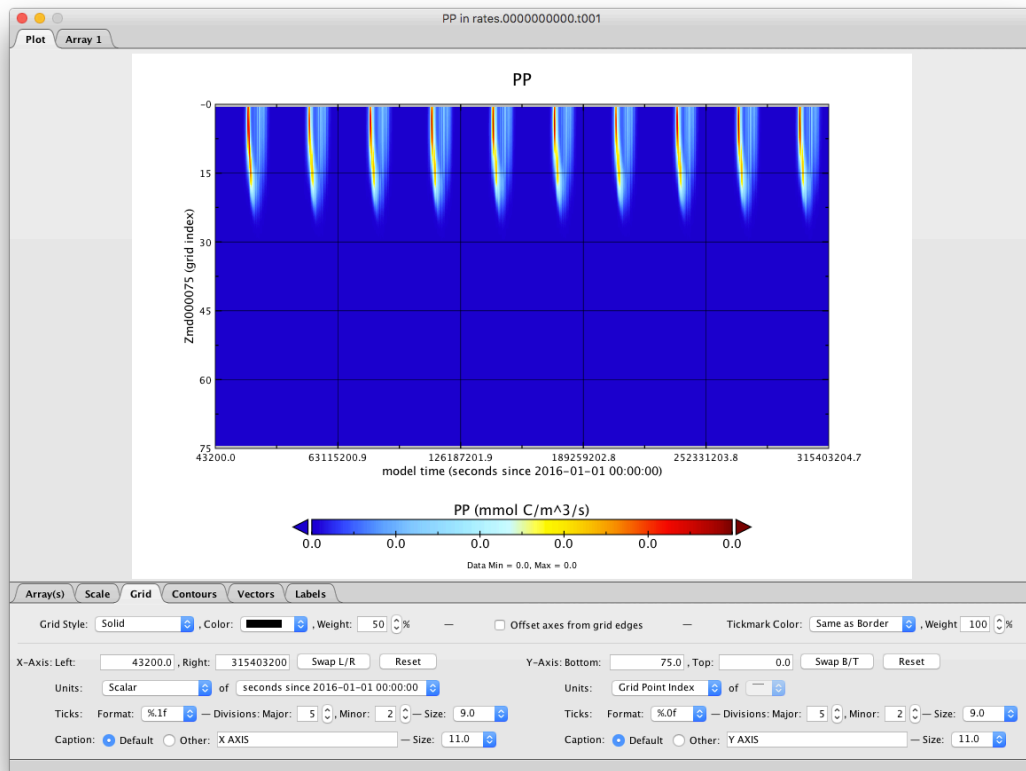 PP in rates.0000000000.t001
Plot Array 1
PP
-0
15
30
45
60
75
Zmd000075 (grid index)
43200.0 63115200.9 126187201.9 189259202.8 252331203.8 315403204.7
model time (seconds since 2016-01-01 00:00:00)
PP (mmol C/m^3/s)
0.0 0.0 0.0 0.0 0.0 0.0
Data Min = 0.0, Max = 0.0
Array(s) Scale Grid Contours Vectors Labels
Grid Style: Solid , Color: , Weight: 50 % — Offset axes from grid edges — Tickmark Color: Same as Border , Weight 100 %
X-Axis: Left: 43200.0 , Right: 315403200 Swap L/R Reset Y-Axis: Bottom: 75.0 , Top: 0.0 Swap B/T Reset
Units: Scalar of seconds since 2016-01-01 00:00:00 Units: Grid Point Index of
Ticks: Format: %.1f — Divisions: Major: 5 , Minor: 2 — Size: 9.0 Ticks: Format: %.0f — Divisions: Major: 5 , Minor: 2 — Size: 9.0
Caption: Default Other: X AXIS — Size: 11.0 Caption: Default Other: Y AXIS — Size: 11.0